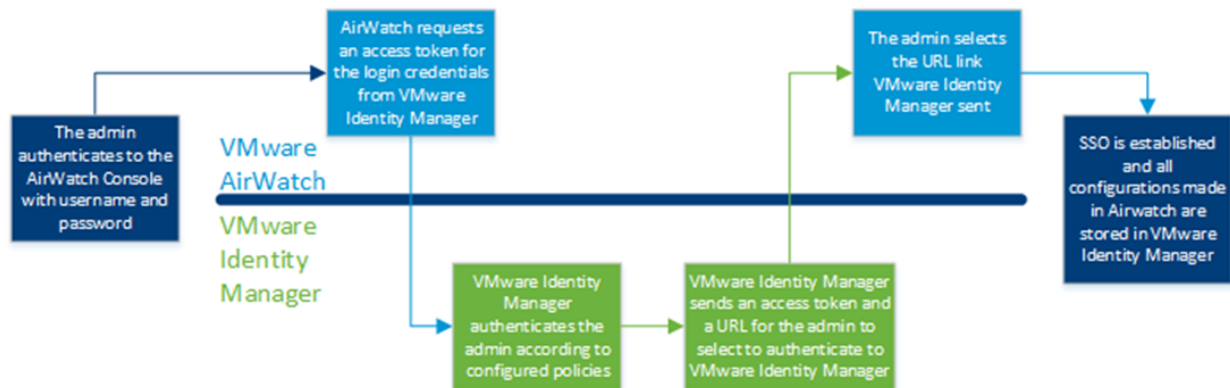 The admin
authenticates to the
AirWatch Console
with username and
password
AirWatch requests
an access token for
the login credentials
from VMware
Identity Manager
VMware
AirWatch
VMware
Identity
Manager
VMware Identity
Manager
authenticates the
admin according to
configured policies
VMware Identity Manager
sends an access token and
a URL for the admin to
select to authenticate to
VMware Identity Manager
The admin selects
the URL link
VMware Identity
Manager sent
SSO is established
and all
configurations made
in Airwatch are
stored in VMware
Identity Manager